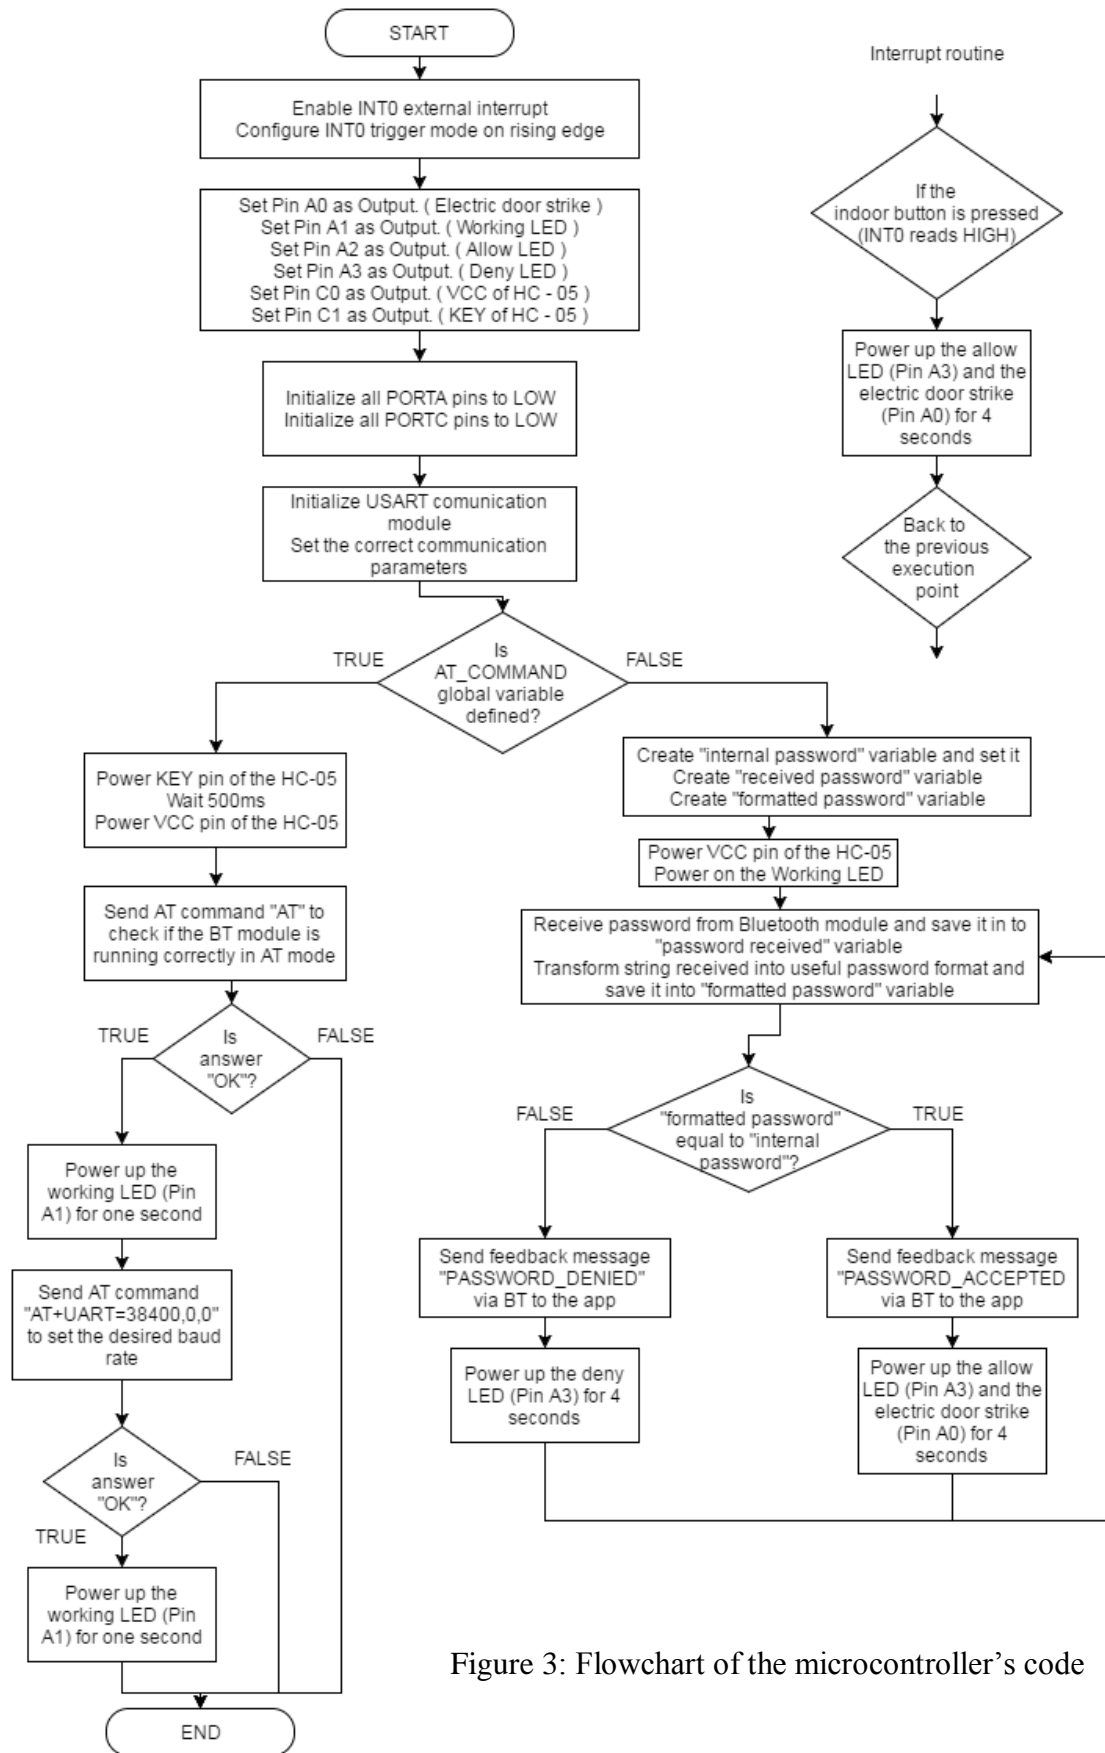 START
Enable INT0 external interrupt
Configure INT0 trigger mode on rising edge
Set Pin A0 as Output. ( Electric door strike )
Set Pin A1 as Output. ( Working LED )
Set Pin A2 as Output. ( Allow LED )
Set Pin A3 as Output. ( Deny LED )
Set Pin C0 as Output. ( VCC of HC - 05 )
Set Pin C1 as Output. ( KEY of HC - 05 )
Initialize all PORTA pins to LOW
Initialize all PORTC pins to LOW
Initialize USART comunication
module
Set the correct communication
parameters
Is
AT_COMMAND
global variable
defined?
TRUE
FALSE
Power KEY pin of the HC-05
Wait 500ms
Power VCC pin of the HC-05
Send AT command "AT" to
check if the BT module is
running correctly in AT mode
Is
answer
"OK"?
TRUE
FALSE
Power up the
working LED (Pin
A1) for one second
Send AT command
"AT+UART=38400,0,0"
to set the desired baud
rate
Is
answer
"OK"?
FALSE
TRUE
Power up the
working LED (Pin
A1) for one second
END
Create "internal password" variable and set it
Create "received password" variable
Create "formatted password" variable
Power VCC pin of the HC-05
Power on the Working LED
Receive password from Bluetooth module and save it in to
"password received" variable
Transform string received into useful password format and
save it into "formatted password" variable
Is
"formatted password"
equal to "internal
password"?
FALSE
TRUE
Send feedback message
"PASSWORD_DENIED"
via BT to the app
Power up the deny
LED (Pin A3) for 4
seconds
Send feedback message
"PASSWORD_ACCEPTED
via BT to the app
Power up the allow
LED (Pin A3) and the
electric door strike
(Pin A0) for 4
seconds
Interrupt routine
If the
indoor button is pressed
(INT0 reads HIGH)
Power up the allow
LED (Pin A3) and the
electric door strike
(Pin A0) for 4
seconds
Back to
the previous
execution
point
Figure 3: Flowchart of the microcontroller’s code